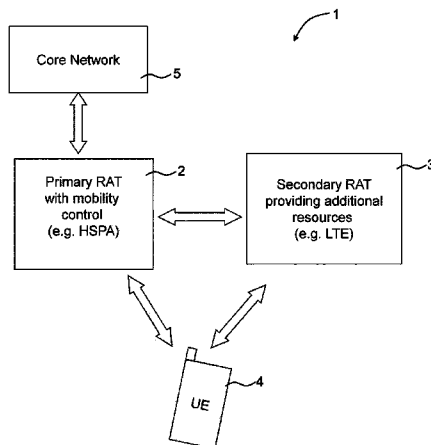 1
Core Network
5
Primary RAT
with mobility
control
(e.g. HSPA)
2
Secondary RAT
providing additional
resources
(e.g. LTE)
3
UE
4